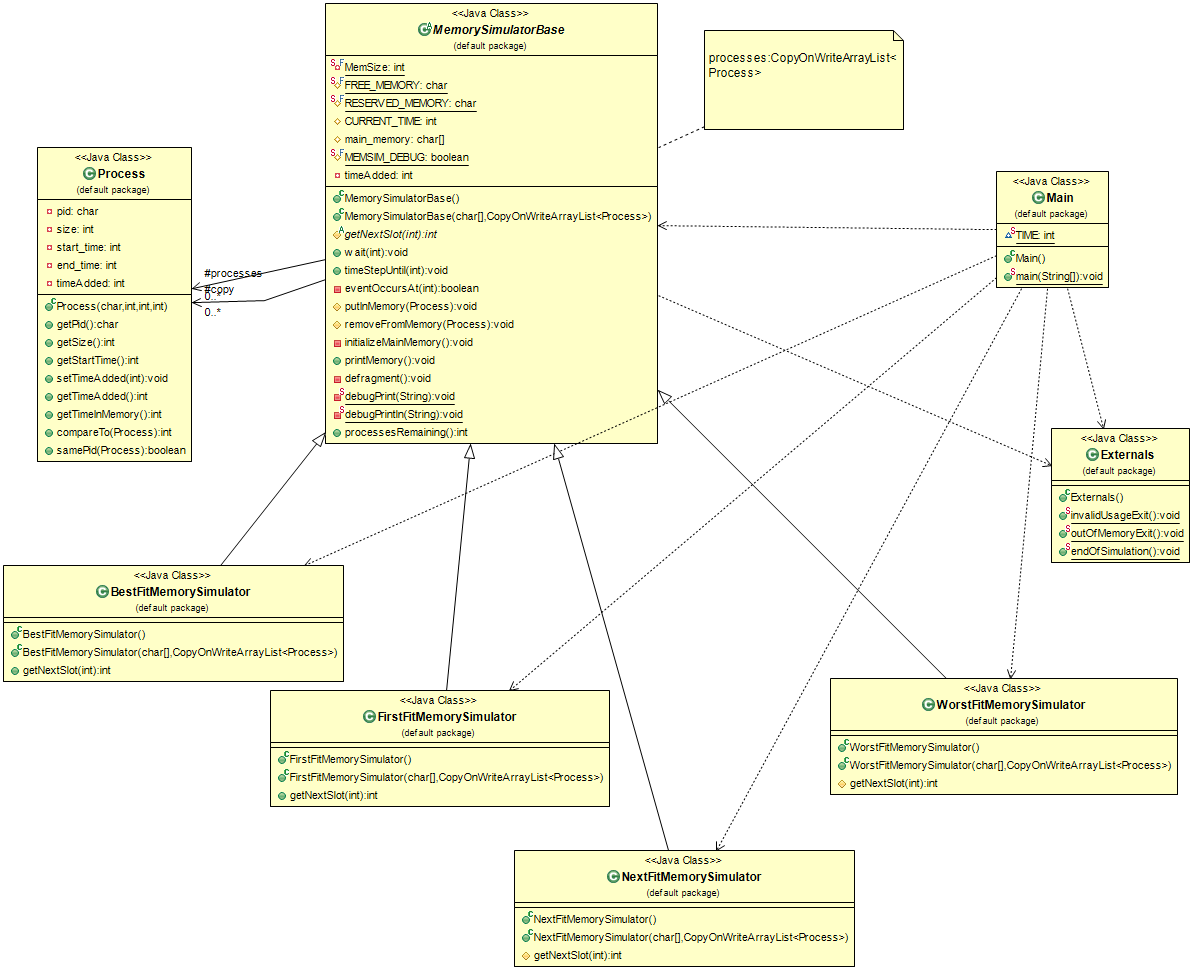 <<Java Class>>
MemorySimulatorBase
(default package)
MemSize: int
FREE_MEMORY: char
RESERVED_MEMORY: char
CURRENT_TIME: int
main_memory: char[]
MEMSIM_DEBUG: boolean
timeAdded: int
MemorySimulatorBase()
MemorySimulatorBase(char[],CopyOnWriteArrayList<Process>)
getNextSlot(int):int
wait(int):void
timeStepUntil(int):void
eventOccursAt(int):boolean
putInMemory(Process):void
removeFromMemory(Process):void
initializeMainMemory():void
printMemory():void
defragment():void
debugPrint(String):void
debugPrintln(String):void
processesRemaining():int
processes:CopyOnWriteArrayList<
Process>
<<Java Class>>
Process
(default package)
pid: char
size: int
start_time: int
end_time: int
timeAdded: int
Process(char,int,int,int)
getPid():char
getSize():int
getStartTime():int
setTimeAdded(int):void
getTimeAdded():int
getTimeInMemory():int
compareTo(Process):int
samePid(Process):boolean
#processes
#copy
0..*
0..*
<<Java Class>>
Main
(default package)
TIME: int
Main()
main(String[]):void
<<Java Class>>
Externals
(default package)
Externals()
invalidUsageExit():void
outOfMemoryExit():void
endOfSimulation():void
<<Java Class>>
BestFitMemorySimulator
(default package)
BestFitMemorySimulator()
BestFitMemorySimulator(char[],CopyOnWriteArrayList<Process>)
getNextSlot(int):int
<<Java Class>>
FirstFitMemorySimulator
(default package)
FirstFitMemorySimulator()
FirstFitMemorySimulator(char[],CopyOnWriteArrayList<Process>)
getNextSlot(int):int
<<Java Class>>
WorstFitMemorySimulator
(default package)
WorstFitMemorySimulator()
WorstFitMemorySimulator(char[],CopyOnWriteArrayList<Process>)
getNextSlot(int):int
<<Java Class>>
NextFitMemorySimulator
(default package)
NextFitMemorySimulator()
NextFitMemorySimulator(char[],CopyOnWriteArrayList<Process>)
getNextSlot(int):int